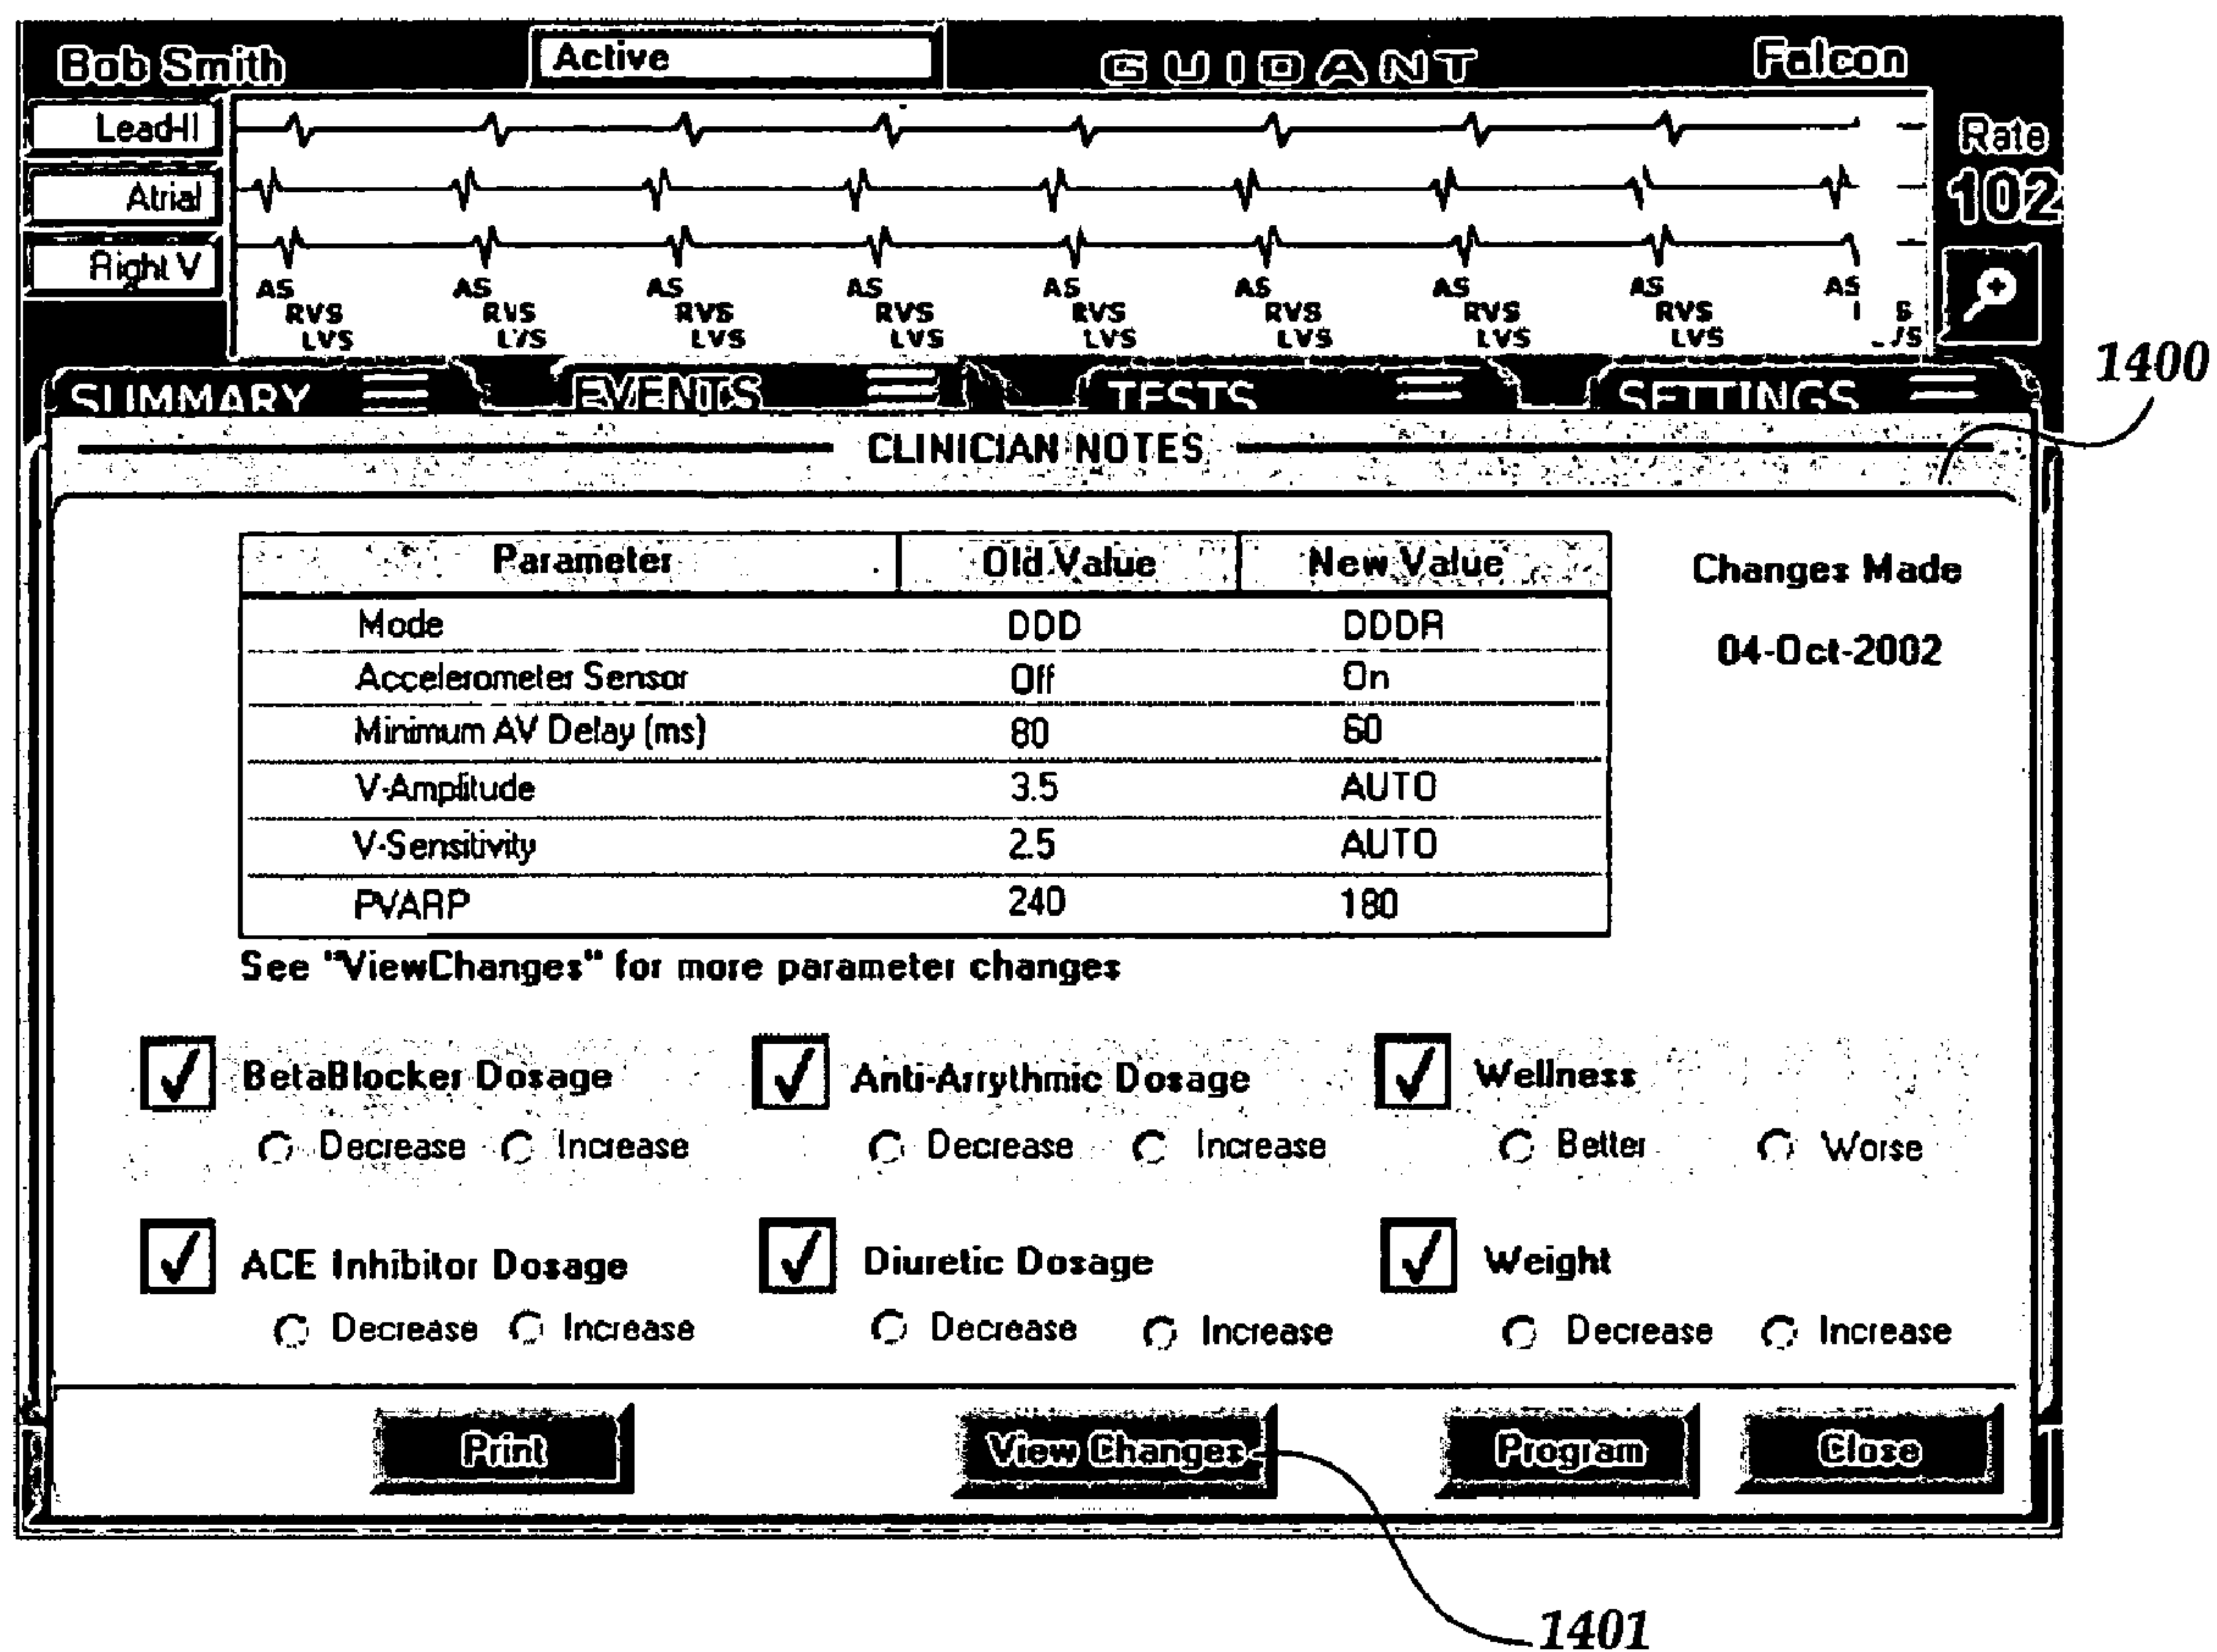 Bob Smith Active GUIDANT Falcon
Lead-II
Rate
Atrial
102
Right V
AS AS AS AS AS AS AS AS AS
RVS RVS RVS RVS RVS RVS RVS RVS
LVS LVS LVS LVS LVS LVS LVS LVS
1400
SUMMARY EVENTS TESTS SETTINGS
CLINICIAN NOTES
Parameter Old Value New Value
Changes Made
Mode DDD DDDR
04-Oct-2002
Accelerometer Sensor Off On
Minimum AV Delay (ms) 80 60
V-Amplitude 3.5 AUTO
V-Sensitivity 2.5 AUTO
PVARP 240 180
See "ViewChanges" for more parameter changes
BetaBlocker Dosage Anti-Arrythmic Dosage Wellness
Decrease Increase Decrease Increase Better Worse
ACE Inhibitor Dosage Diuretic Dosage Weight
Decrease Increase Decrease Increase Decrease Increase
Print View Changes Program Close
1401